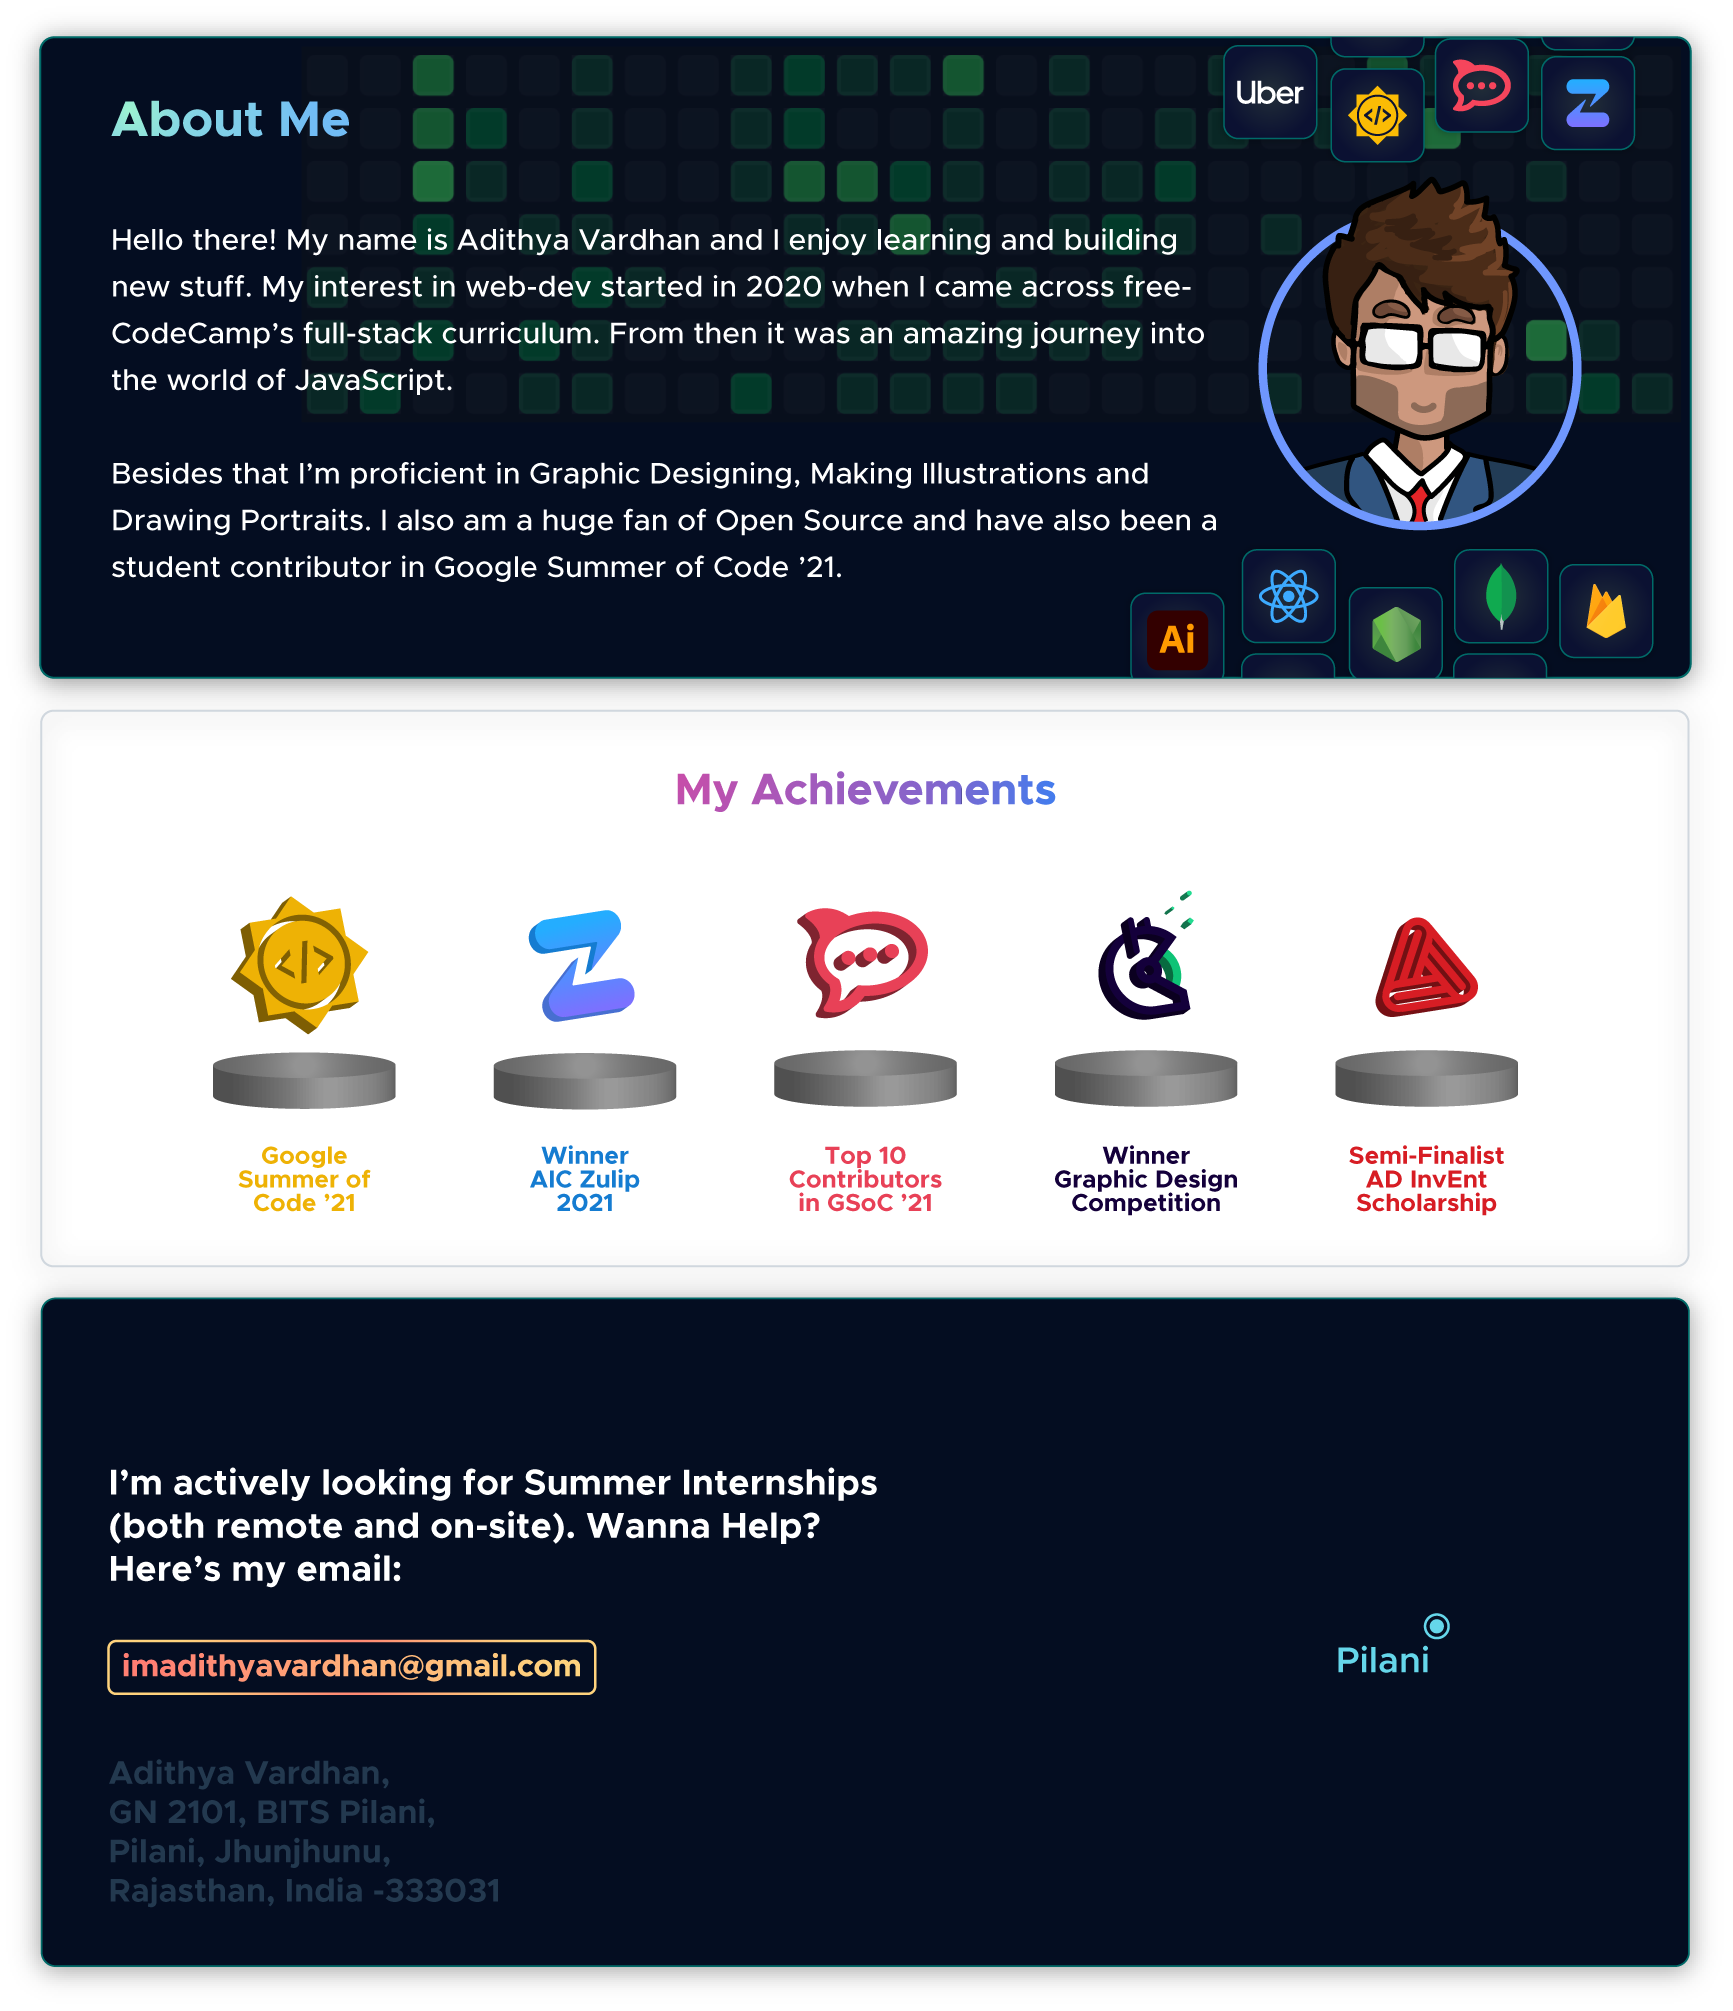 About Me
Uber
Hello there! My name is Adithya Vardhan and I enjoy learning and building
new stuff. My interest in web-dev started in 2020 when I came across free-
CodeCamp’s full-stack curriculum. From then it was an amazing journey into
the world of JavaScript.
Besides that I’m proficient in Graphic Designing, Making Illustrations and
Drawing Portraits. I also am a huge fan of Open Source and have also been a
student contributor in Google Summer of Code ’21.
Ai
My Achievements
Google
Summer of
Code ’21
Winner
AIC Zulip
2021
Top 10
Contributors
in GSoC ’21
Winner
Graphic Design
Competition
Semi-Finalist
AD InvEnt
Scholarship
I’m actively looking for Summer Internships
(both remote and on-site). Wanna Help?
Here’s my email:
imadithyavardhan@gmail.com
Pilani
Adithya Vardhan,
GN 2101, BITS Pilani,
Pilani, Jhunjhunu,
Rajasthan, India -333031